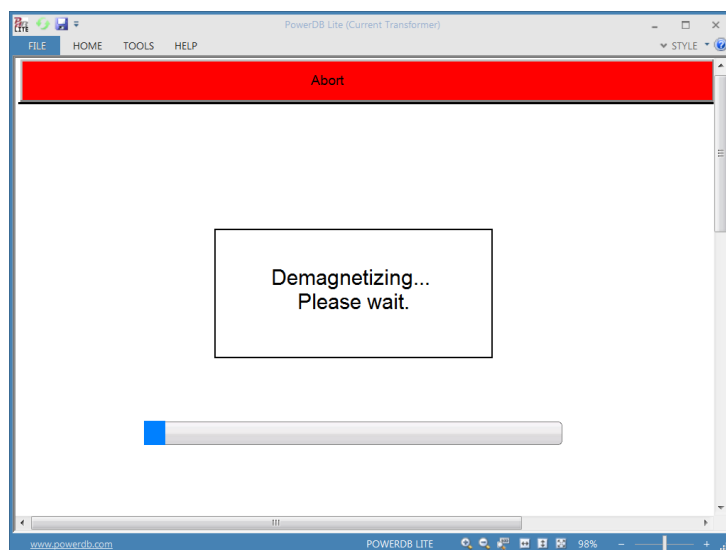 LITE
PowerDB Lite (Current Transformer)
FILE HOME TOOLS HELP
STYLE
Abort
Demagnetizing...
Please wait.
www.powerdb.com
POWERDB LITE
98%